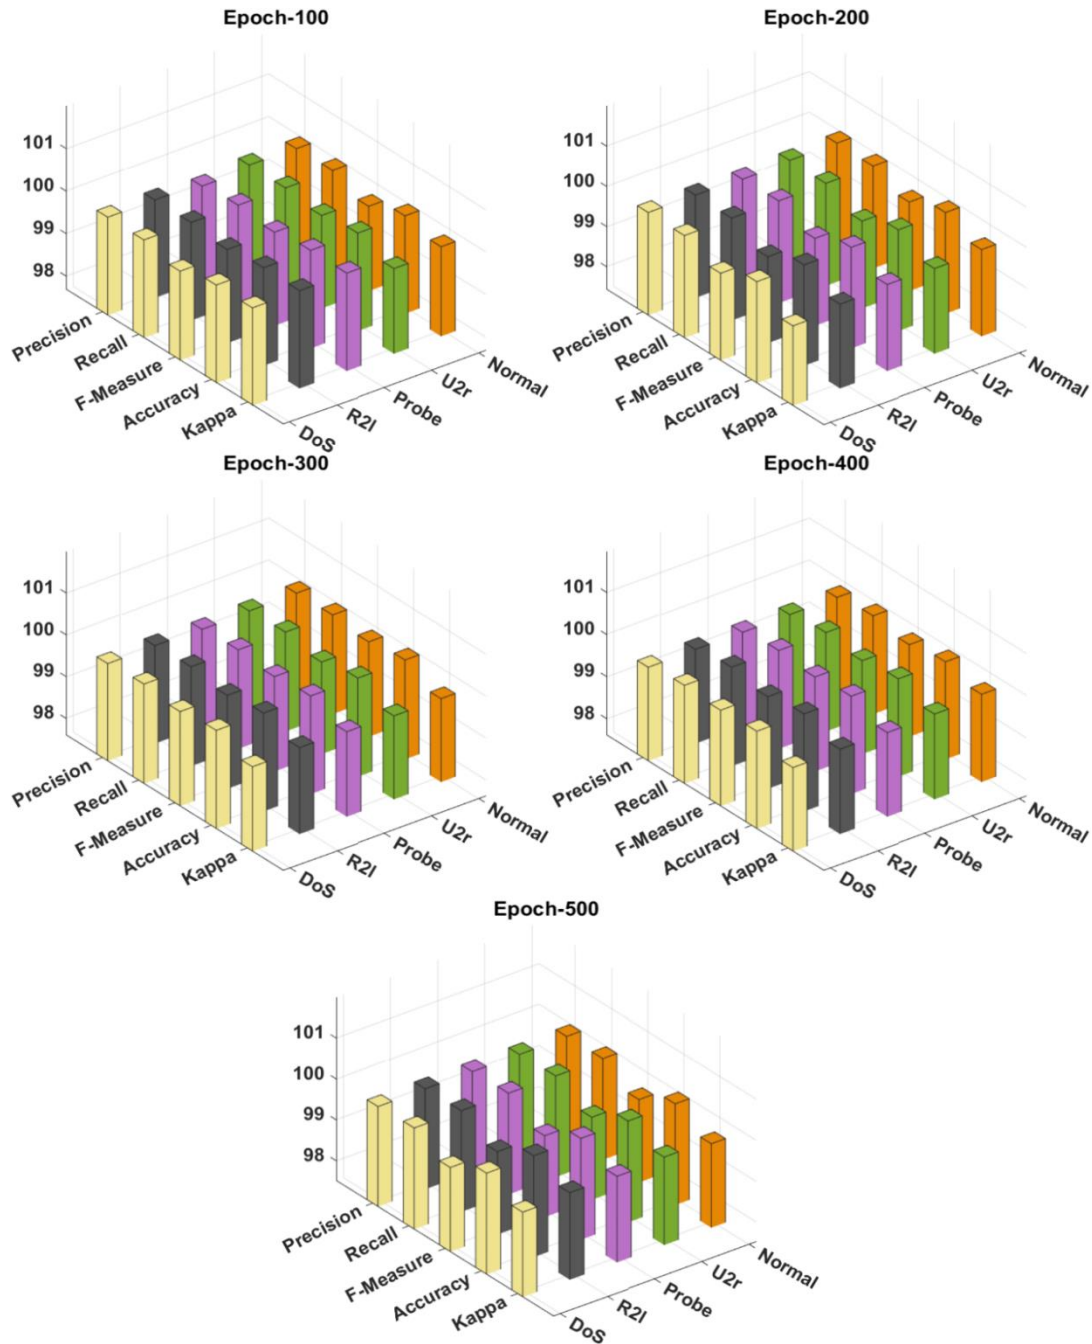 Epoch-100
101
100
99
98
Precision
Recall
F-Measure
Accuracy
Kappa
DoS
R2l
Probe
U2r
Normal
Epoch-200
101
100
99
98
Precision
Recall
F-Measure
Accuracy
Kappa
DoS
R2l
Probe
U2r
Normal
Epoch-300
101
100
99
98
Precision
Recall
F-Measure
Accuracy
Kappa
DoS
R2l
Probe
U2r
Normal
Epoch-400
101
100
99
98
Precision
Recall
F-Measure
Accuracy
Kappa
DoS
R2l
Probe
U2r
Normal
Epoch-500
101
100
99
98
Precision
Recall
F-Measure
Accuracy
Kappa
DoS
R2l
Probe
U2r
Normal